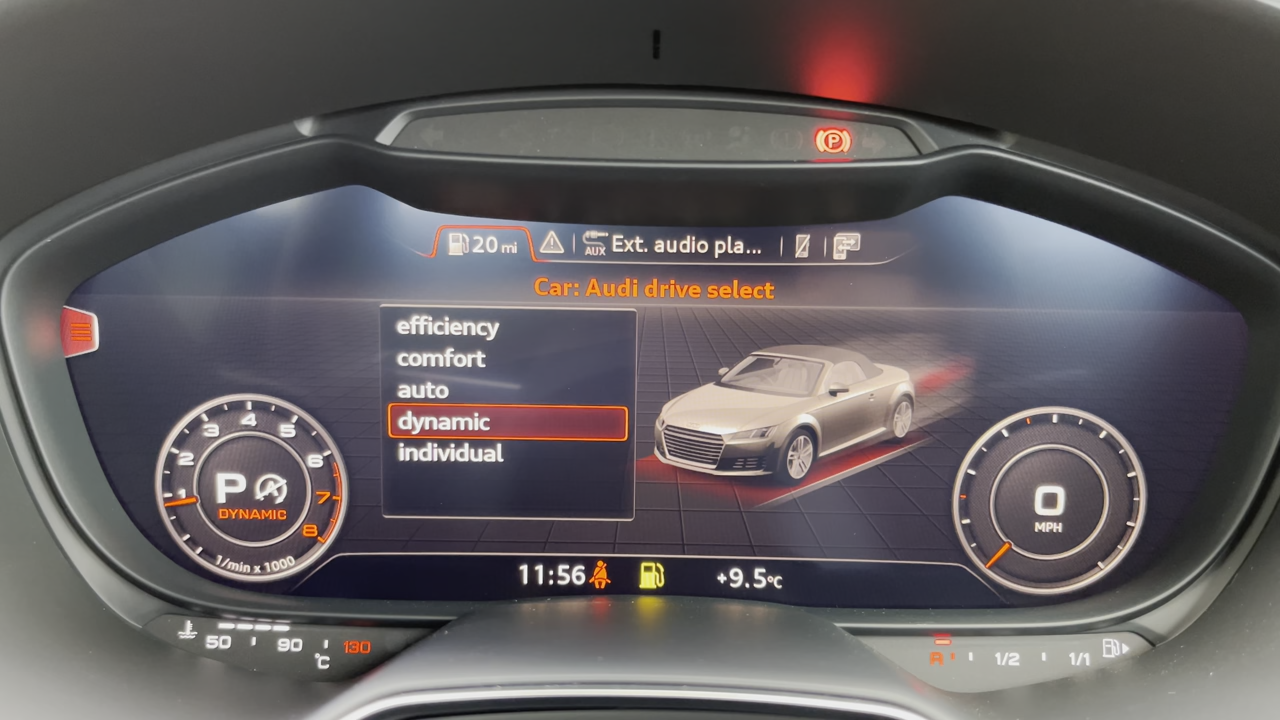 P
20 mi
AUX Ext. audio pla...
Car: Audi drive select
efficiency
comfort
auto
dynamic
individual
1 2 3 4 5 6 7 8
P A
DYNAMIC
1/min x 1000
0
MPH
11:56
+9.5°C
50 90 130
°C
R 1/2 1/1